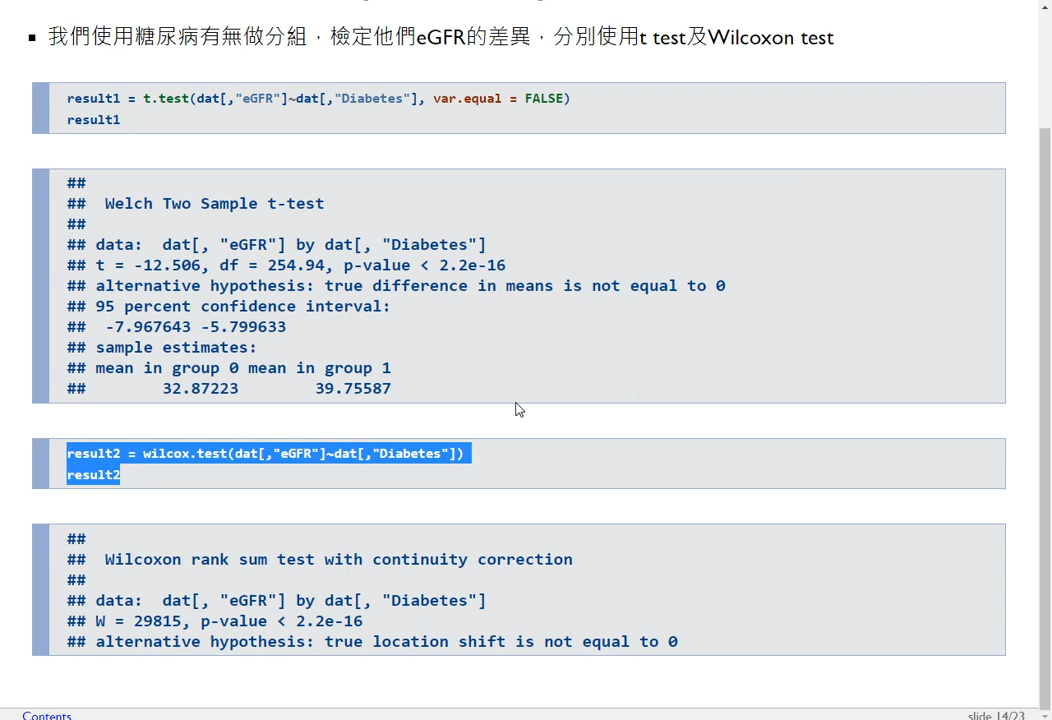 ▪ 我們使用糖尿病有無做分組，檢定他們eGFR的差異，分別使用t test及Wilcoxon test
result1 = t.test(dat[,"eGFR"]~dat[,"Diabetes"], var.equal = FALSE)
result1
##
##  Welch Two Sample t-test
##
## data:  dat[, "eGFR"] by dat[, "Diabetes"]
## t = -12.506, df = 254.94, p-value < 2.2e-16
## alternative hypothesis: true difference in means is not equal to 0
## 95 percent confidence interval:
##  -7.967643 -5.799633
## sample estimates:
## mean in group 0 mean in group 1
##        32.87223        39.75587
result2 = wilcox.test(dat[,"eGFR"]~dat[,"Diabetes"])
result2
##
##  Wilcoxon rank sum test with continuity correction
##
## data:  dat[, "eGFR"] by dat[, "Diabetes"]
## W = 29815, p-value < 2.2e-16
## alternative hypothesis: true location shift is not equal to 0
Contents
slide 14/23